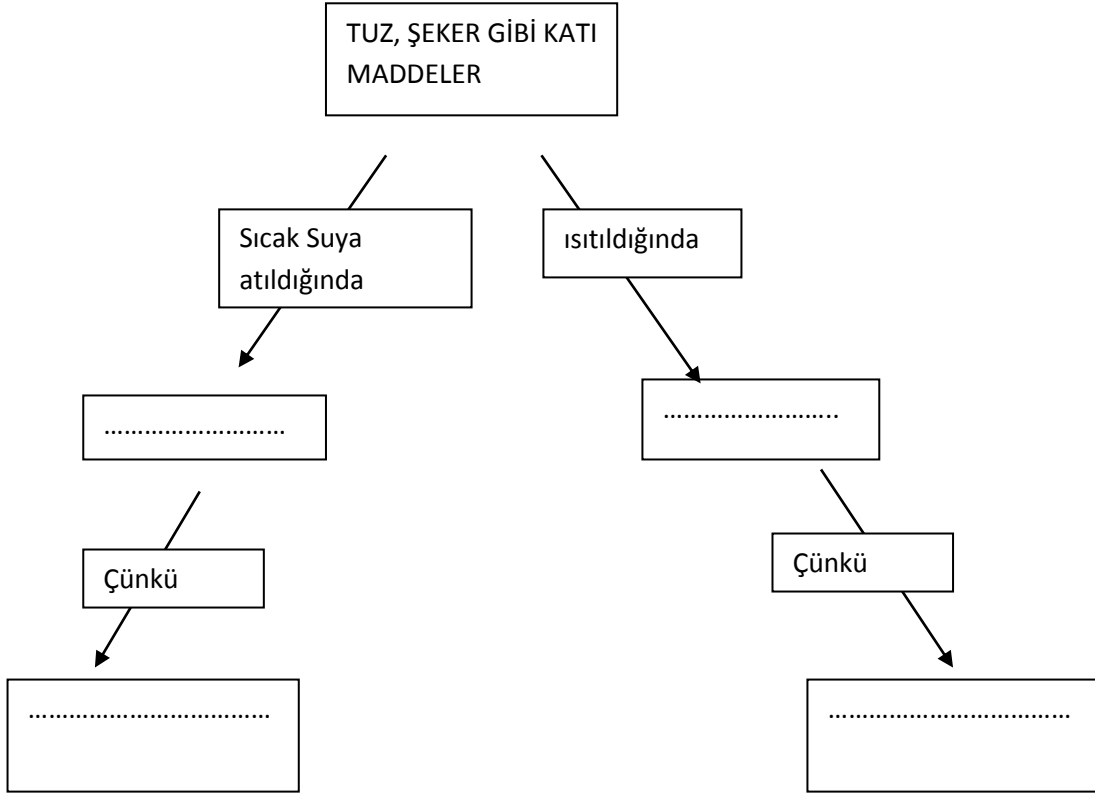 TUZ, ŞEKER GİBİ KATI
MADDELER
Sıcak Suya
atıldığında
ısıtıldığında
………………………
……………………..
Çünkü
Çünkü
………………………………
………………………………